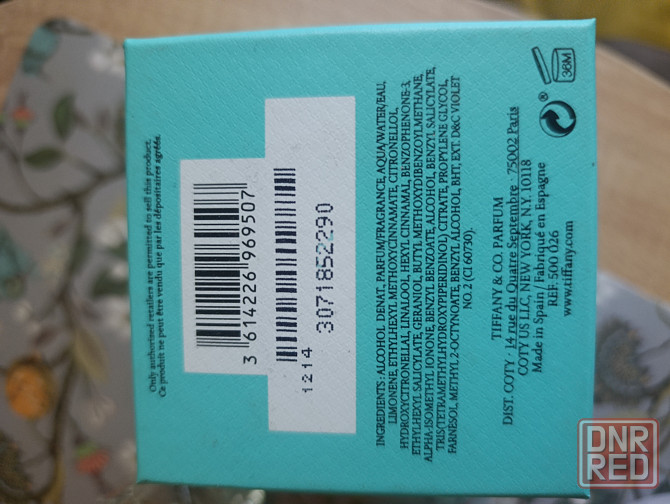 Only authorized retailers are permitted to sell this product.
Ce produit ne peut être vendu que par les dépositaires agréés.
3 614226 969507
1214 3071852290
INGREDIENTS: ALCOHOL DENAT., PARFUM/FRAGRANCE, AQUA/WATER/EAU,
LIMONENE, ETHYLHEXYL METHOXYCINNAMATE, CITRONELLOL,
HYDROXYCITRONELLAL, LINALOOL, HEXYL CINNAMAL, BENZOPHENONE-3,
ETHYLHEXYL SALICYLATE, GERANIOL, BUTYL METHOXYDIBENZOYLMETHANE,
ALPHA-ISOMETHYL IONONE, BENZYL BENZOATE, ALCOHOL, BENZYL SALICYLATE,
TRIS(TETRAMETHYLHYDROXYPIPERIDINOL) CITRATE, PROPYLENE GLYCOL,
FARNESOL, METHYL 2-OCTYNOATE, BENZYL ALCOHOL, BHT, EXT. D&C VIOLET
NO. 2 (CI 60730).
TIFFANY & CO. PARFUM
DIST. COTY · 14 rue du Quatre Septembre · 75002 Paris
COTY US LLC, NEW YORK, N.Y. 10118
Made in Spain / Fabriqué en Espagne
REF. 500 026
www.tiffany.com
®
36M
DNR
RED